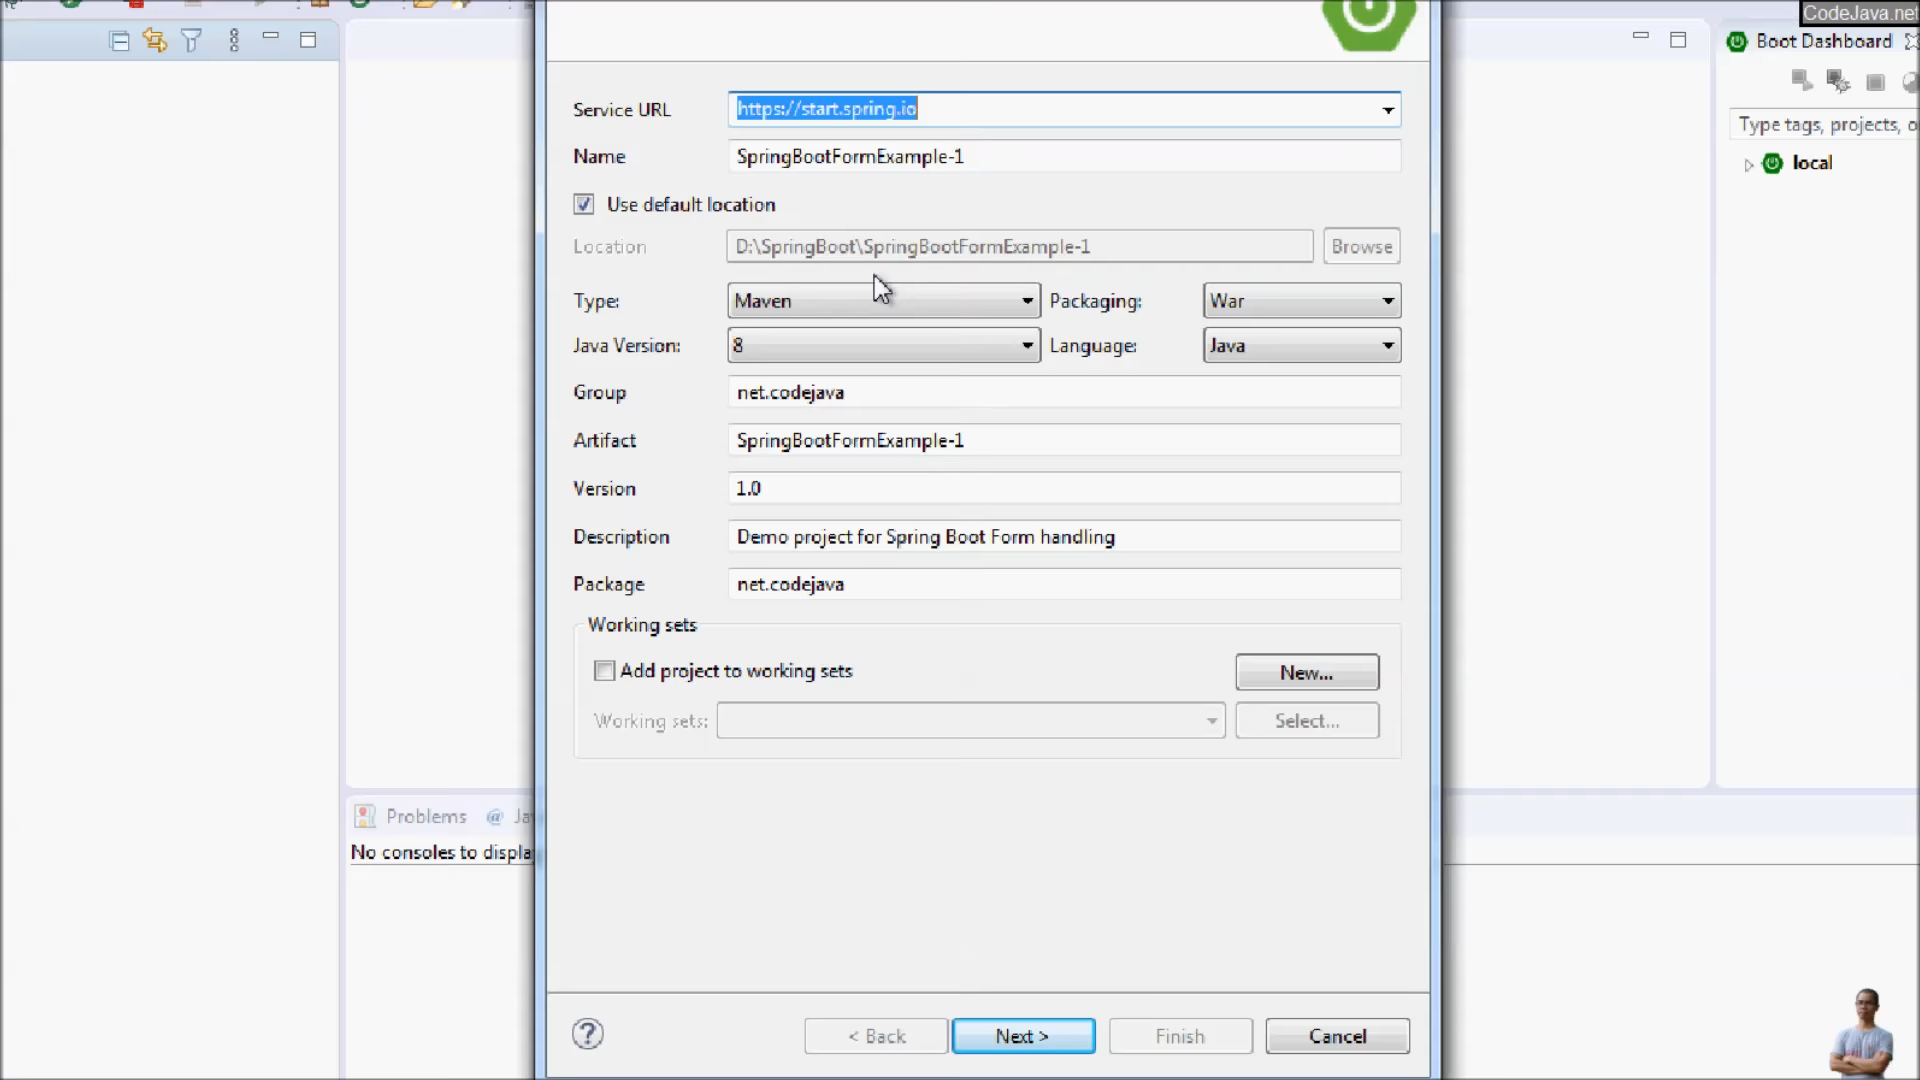 CodeJava.net
Boot Dashboard
Service URL https://start.spring.io
Type tags, projects, o
Name SpringBootFormExample-1
local
Use default location
Location D:\SpringBoot\SpringBootFormExample-1 Browse
Type: Maven Packaging: War
Java Version: 8 Language: Java
Group net.codejava
Artifact SpringBootFormExample-1
Version 1.0
Description Demo project for Spring Boot Form handling
Package net.codejava
Working sets
Add project to working sets New...
Working sets: Select...
Problems @ Ja
No consoles to displa
? < Back Next > Finish Cancel